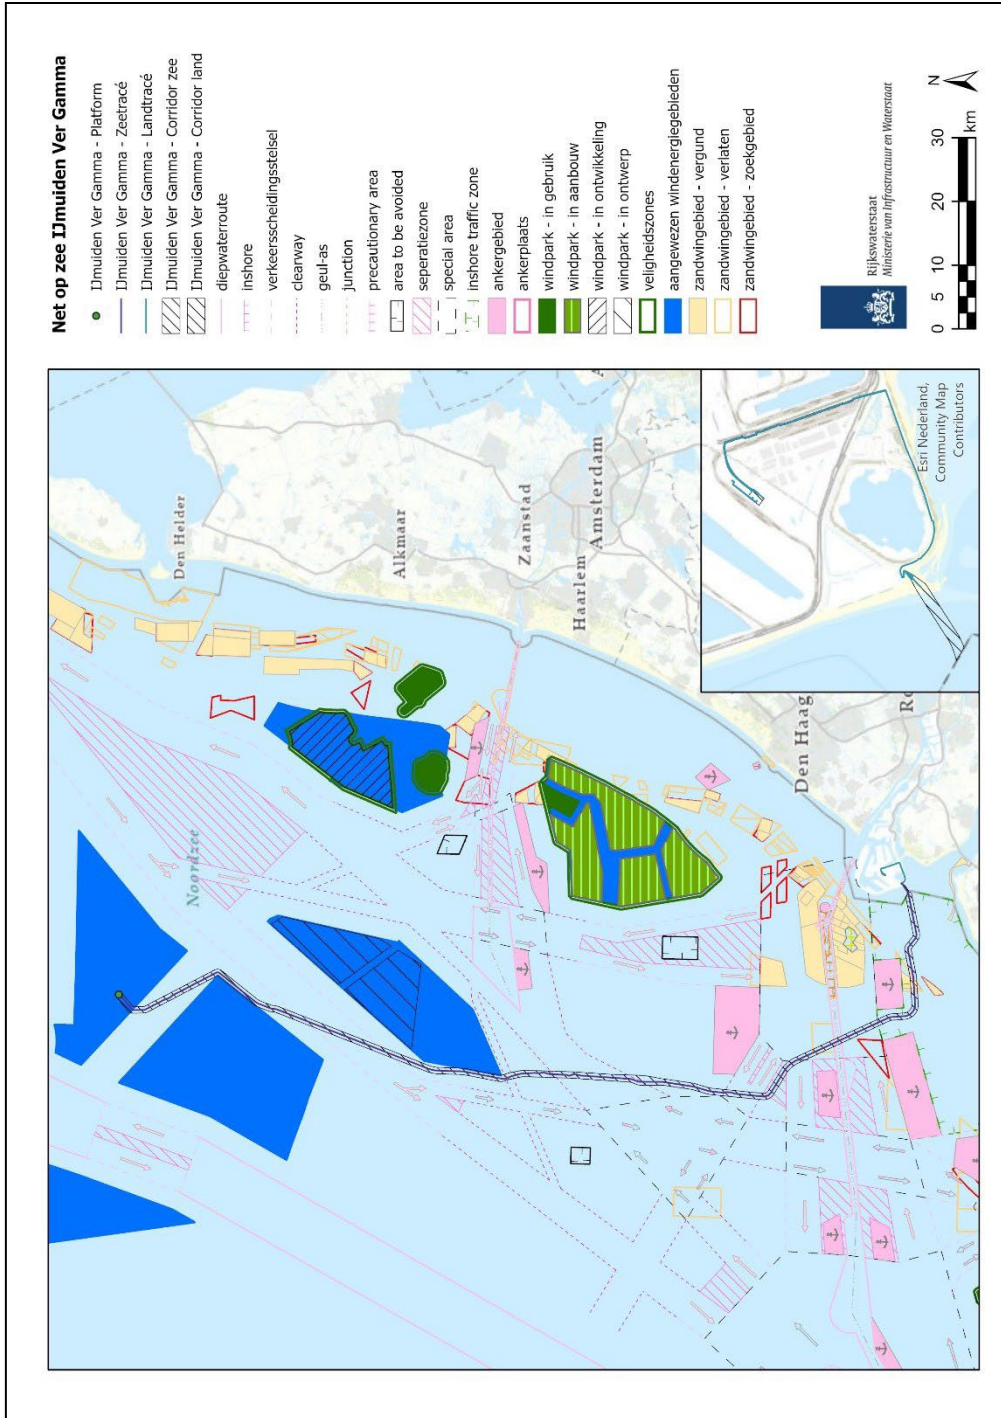 Net op zee IJmuiden Ver Gamma
IJmuiden Ver Gamma - Platform
IJmuiden Ver Gamma - Zeetracé
IJmuiden Ver Gamma - Landtracé
IJmuiden Ver Gamma - Corridor zee
IJmuiden Ver Gamma - Corridor land
diepwaterroute
inshore
verkeersscheidingsstelsel
clearway
geul-as
junction
precautionary area
area to be avoided
seperatiezone
special area
inshore traffic zone
ankergebied
ankerplaats
windpark - in gebruik
windpark - in aanbouw
windpark - in ontwikkeling
windpark - in ontwerp
veligheidszones
aangewezen windenergiegebieden
zandwingebied - vergund
zandwingebied - verlaten
zandwingebied - zoekgebied
Rijkswaterstaat
Ministerie van Infrastructuur en Waterstaat
N
0 5 10 20 30
km
Noordzee
Den Helder
Alkmaar
Zaanstad
Haarlem
Amsterdam
Den Haag
Ro
Esri Nederland,
Community Map
Contributors